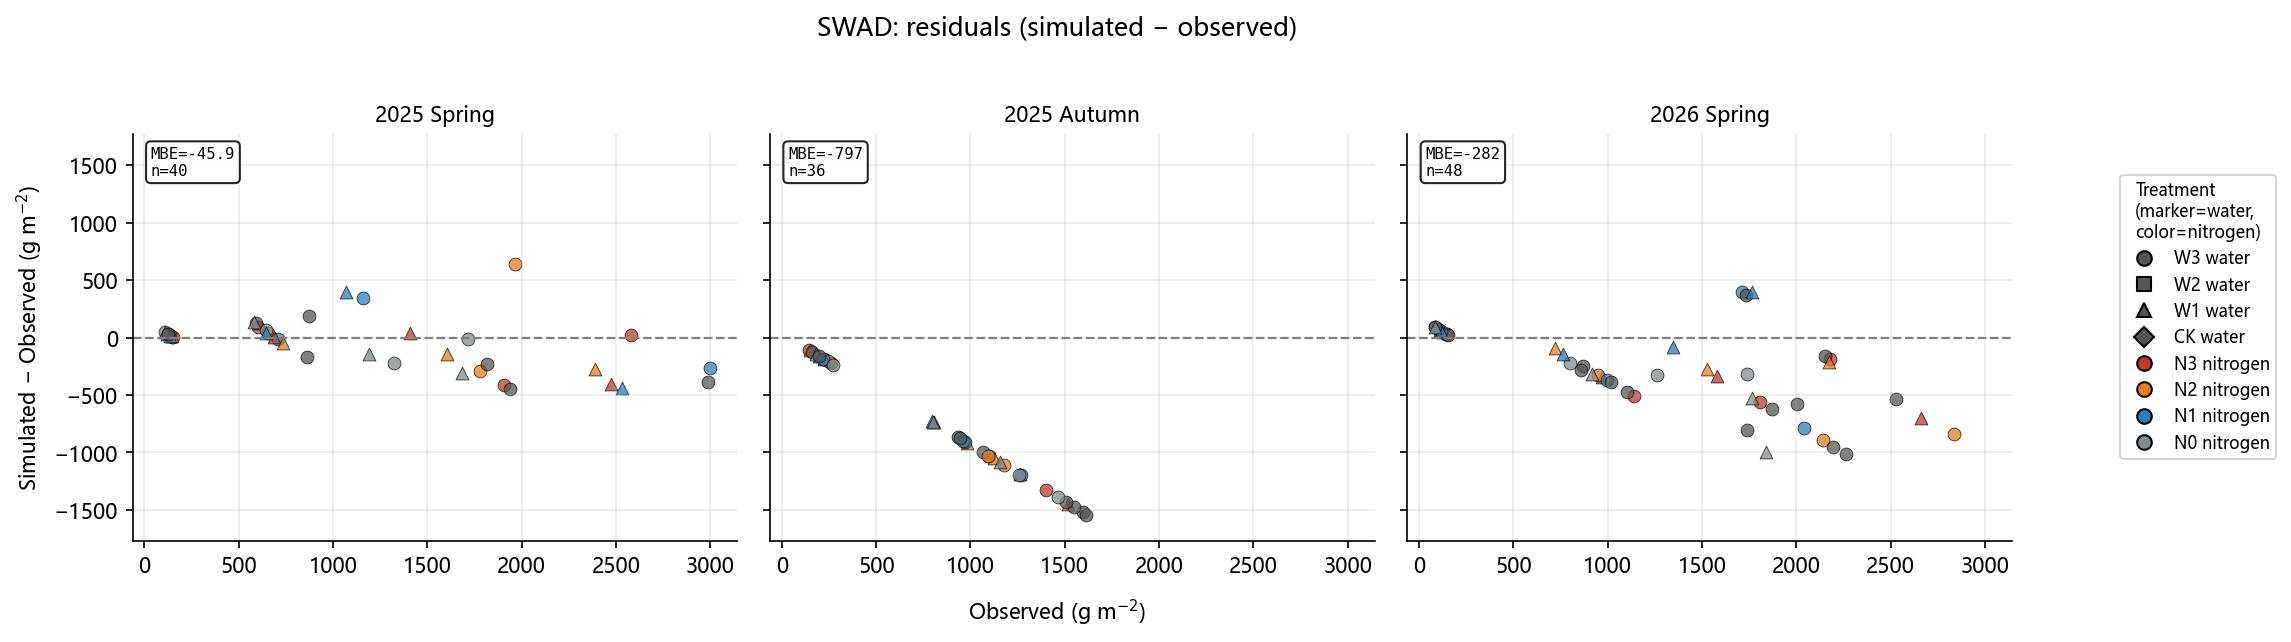 SWAD: residuals (simulated − observed)
2025 Spring
2025 Autumn
2026 Spring
MBE=-45.9
n=40
MBE=-797
n=36
MBE=-282
n=48
Simulated − Observed (g m⁻²)
1500
1000
500
0
−500
−1000
−1500
0 500 1000 1500 2000 2500 3000
0 500 1000 1500 2000 2500 3000
0 500 1000 1500 2000 2500 3000
Observed (g m⁻²)
Treatment
(marker=water,
color=nitrogen)
W3 water
W2 water
W1 water
CK water
N3 nitrogen
N2 nitrogen
N1 nitrogen
N0 nitrogen